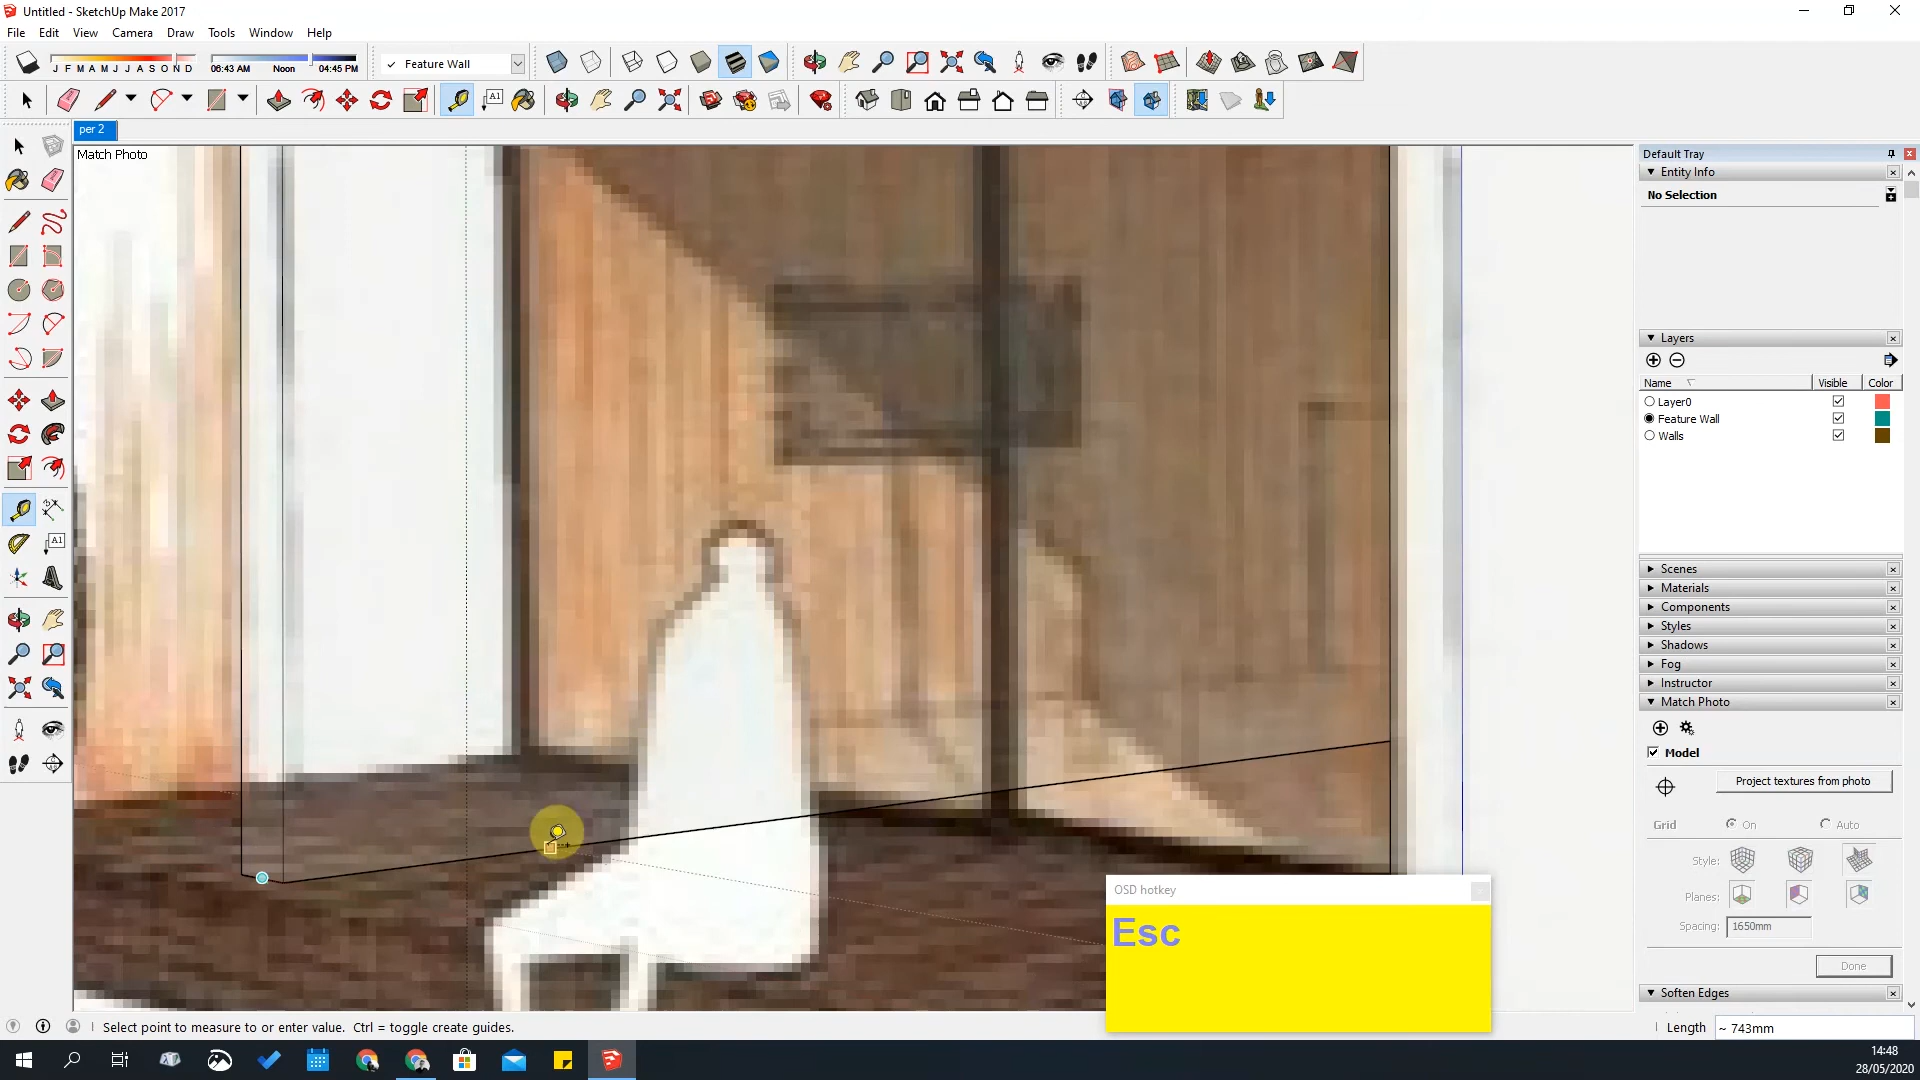 Untitled - SketchUp Make 2017
File Edit View Camera Draw Tools Window Help
J F M A M J J A S O N D
06:43 AM Noon 04:45 PM
Feature Wall
A1
per 2
Match Photo
Default Tray
Entity Info
No Selection
A1
Layers
Name Visible Color
Layer0
Feature Wall
Walls
Scenes
Materials
Components
Styles
Shadows
Fog
Instructor
Match Photo
Model
Project textures from photo
Grid On Auto
Style:
Planes:
Spacing: 1650mm
Done
Soften Edges
OSD hotkey
Esc
Select point to measure to or enter value. Ctrl = toggle create guides.
Length ~ 743mm
14:48
28/05/2020